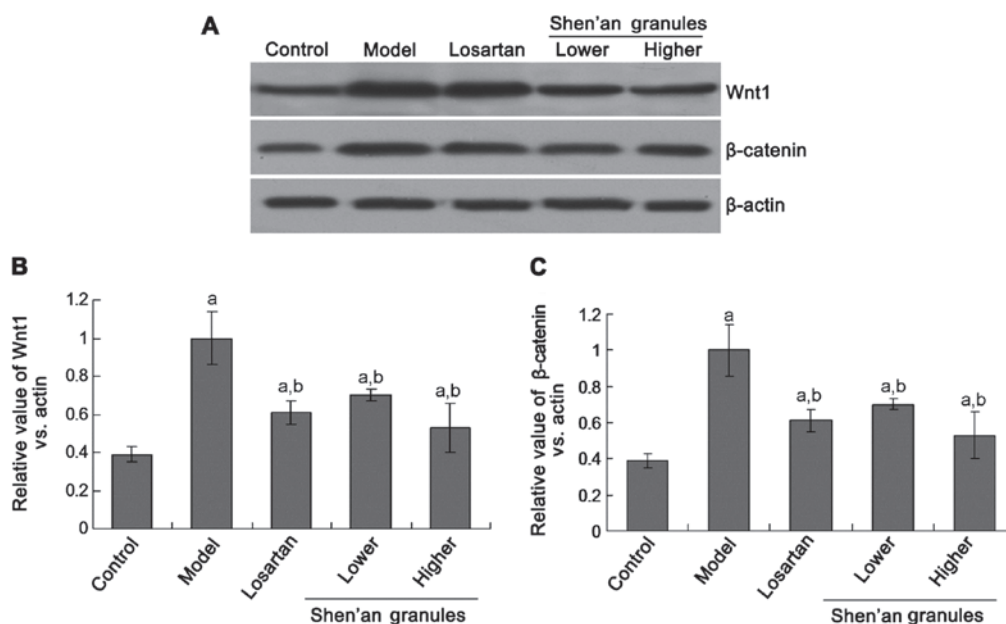 A
Shen'an granules
Control Model Losartan Lower Higher
Wnt1
β-catenin
β-actin
B
Relative value of Wnt1
vs. actin
1.2
1
0.8
0.6
0.4
0.2
0
a
a,b
a,b
a,b
Control
Model
Losartan
Lower
Higher
Shen'an granules
C
Relative value of β-catenin
vs. actin
1.2
1
0.8
0.6
0.4
0.2
0
a
a,b
a,b
a,b
Control
Model
Losartan
Lower
Higher
Shen'an granules